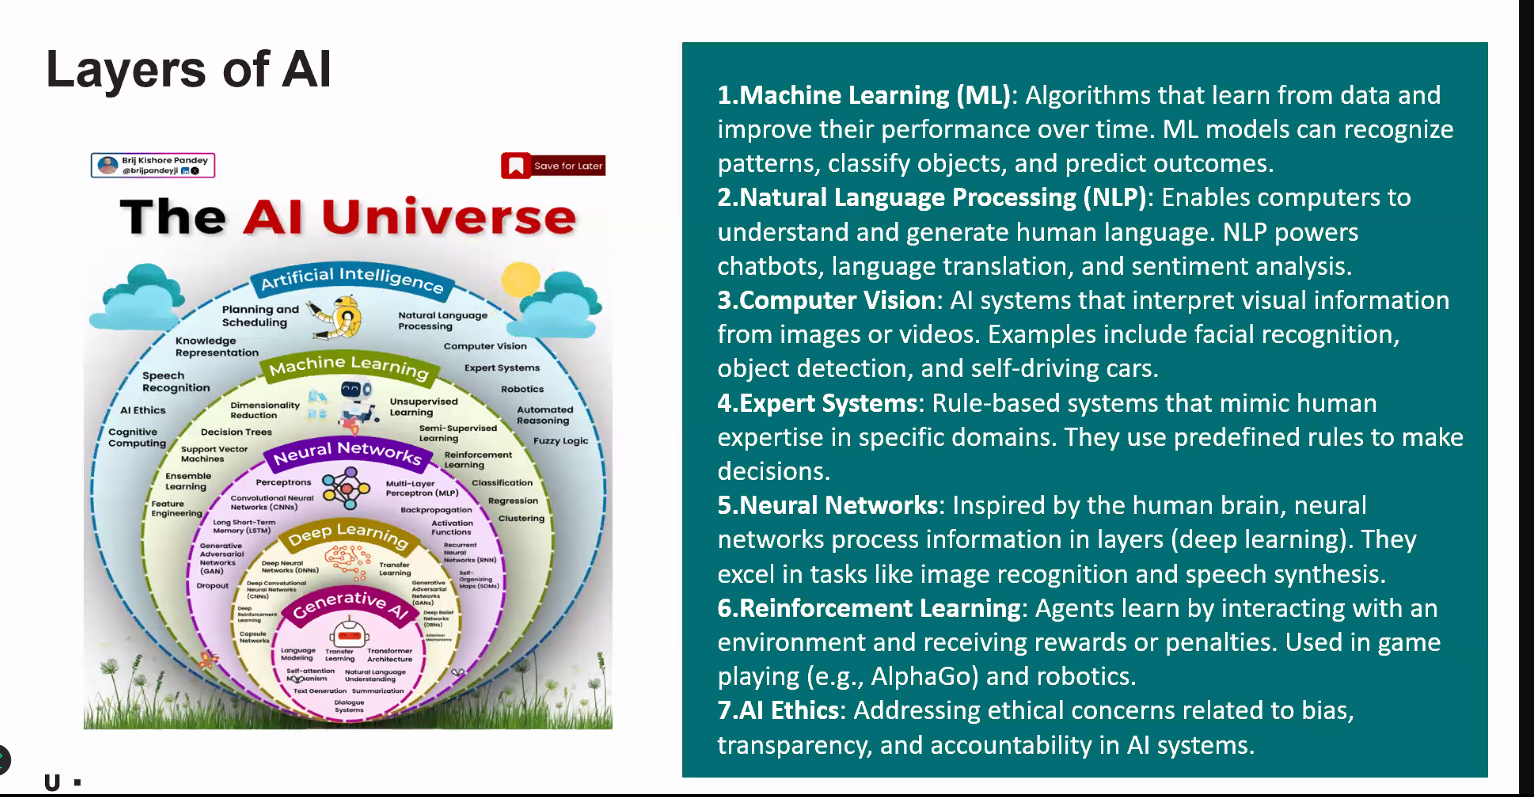 Layers of AI
Brij Kishore Pandey
@brijpandeyji
Save for Later
The AI Universe
Artificial Intelligence
Planning and
Scheduling
Natural Language
Processing
Knowledge
Representation
Computer Vision
Speech
Recognition
Expert Systems
Robotics
AI Ethics
Automated
Reasoning
Cognitive
Computing
Fuzzy Logic
Machine Learning
Dimensionality
Reduction
Unsupervised
Learning
Decision Trees
Semi-Supervised
Learning
Support Vector
Machines
Reinforcement
Learning
Ensemble
Learning
Classification
Feature
Engineering
Regression
Clustering
Neural Networks
Perceptrons
Multi-Layer
Perceptron (MLP)
Convolutional Neural
Networks (CNNs)
Backpropagation
Long Short-Term
Memory (LSTM)
Activation
Functions
Generative
Adversarial
Networks
(GAN)
Recurrent
Neural
Networks (RNN)
Dropout
Self-
Organizing
Maps (SOMs)
Deep Learning
Deep Neural
Networks (DNNs)
Transfer
Learning
Deep Convolutional
Neural Networks
(CNNs)
Generative
Adversarial
Networks
(GANs)
Deep
Reinforcement
Learning
Deep Belief
Networks
(DBNs)
Capsule
Networks
Attention
Mechanisms
Generative AI
Language
Modeling
Transfer
Learning
Transformer
Architecture
Self-attention
Mechanism
Natural Language
Understanding
Text Generation
Summarization
Dialogue
Systems
1.Machine Learning (ML): Algorithms that learn from data and
improve their performance over time. ML models can recognize
patterns, classify objects, and predict outcomes.
2.Natural Language Processing (NLP): Enables computers to
understand and generate human language. NLP powers
chatbots, language translation, and sentiment analysis.
3.Computer Vision: AI systems that interpret visual information
from images or videos. Examples include facial recognition,
object detection, and self-driving cars.
4.Expert Systems: Rule-based systems that mimic human
expertise in specific domains. They use predefined rules to make
decisions.
5.Neural Networks: Inspired by the human brain, neural
networks process information in layers (deep learning). They
excel in tasks like image recognition and speech synthesis.
6.Reinforcement Learning: Agents learn by interacting with an
environment and receiving rewards or penalties. Used in game
playing (e.g., AlphaGo) and robotics.
7.AI Ethics: Addressing ethical concerns related to bias,
transparency, and accountability in AI systems.